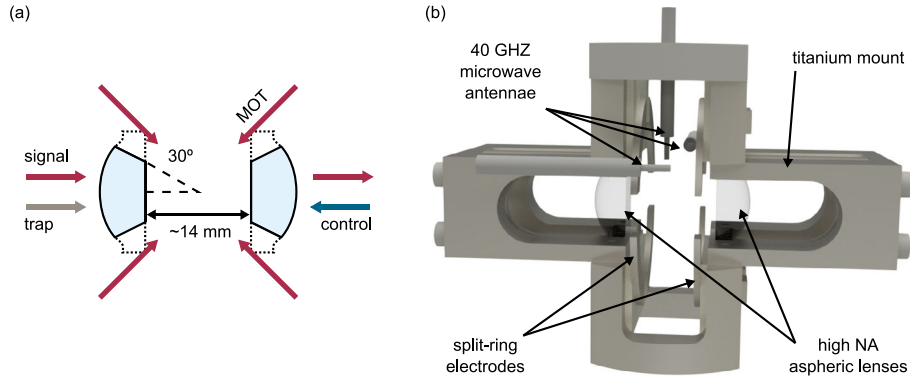 (a)
MOT
signal
30º
trap
control
~14 mm
(b)
40 GHZ
microwave
antennae
titanium mount
split-ring
electrodes
high NA
aspheric lenses